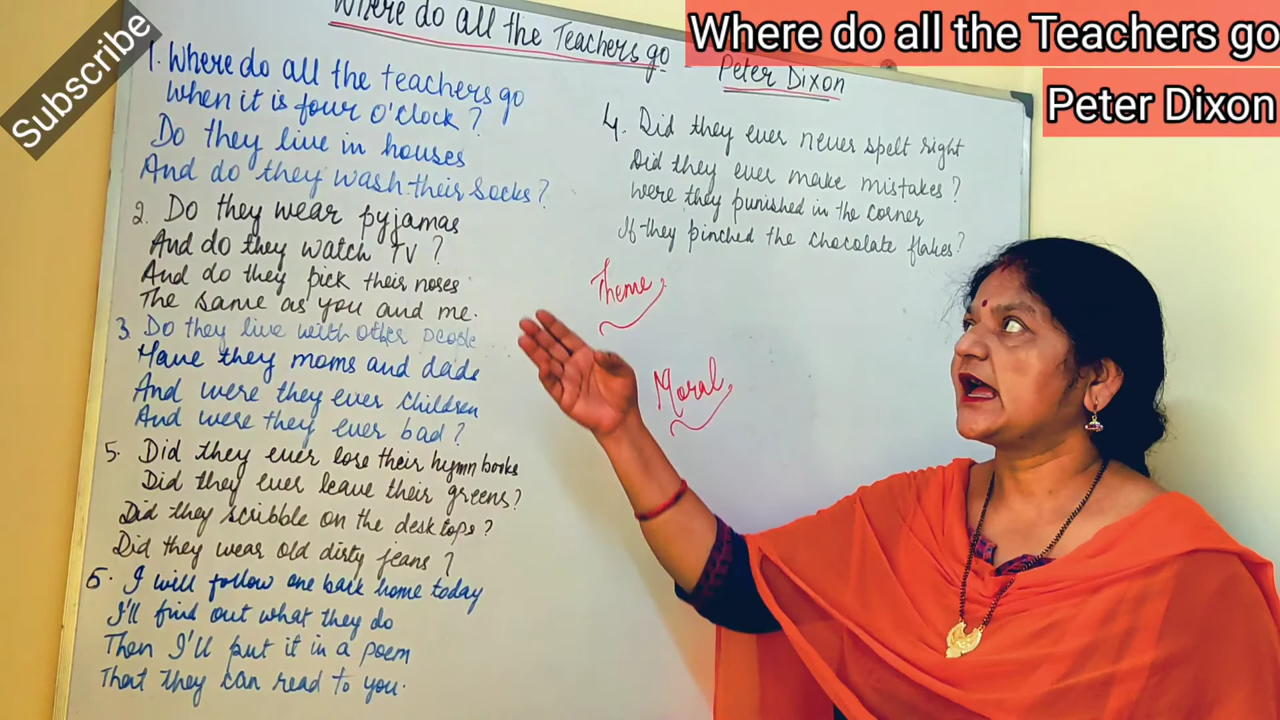 Subscribe
Where do all the Teachers go
Peter Dixon
Where do all the Teachers go
Peter Dixon
1. Where do all the teachers go
When it is four O'clock ?
Do they live in houses
And do they wash their Socks ?
2. Do they wear pyjamas
And do they watch TV ?
And do they pick their noses
The same as you and me.
3. Do they live with other people
Have they moms and dads
And were they ever children
And were they ever bad ?
4. Did they ever never spelt right
Did they ever make mistakes ?
Were they punished in the corner
If they pinched the chocolate flakes ?
5. Did they ever lose their hymn books
Did they ever leave their greens ?
Did they scribble on the desk tops ?
Did they wear old dirty jeans ?
6. I will follow one back home today
I'll find out what they do
Then I'll put it in a poem
That they can read to you.
Theme
Moral